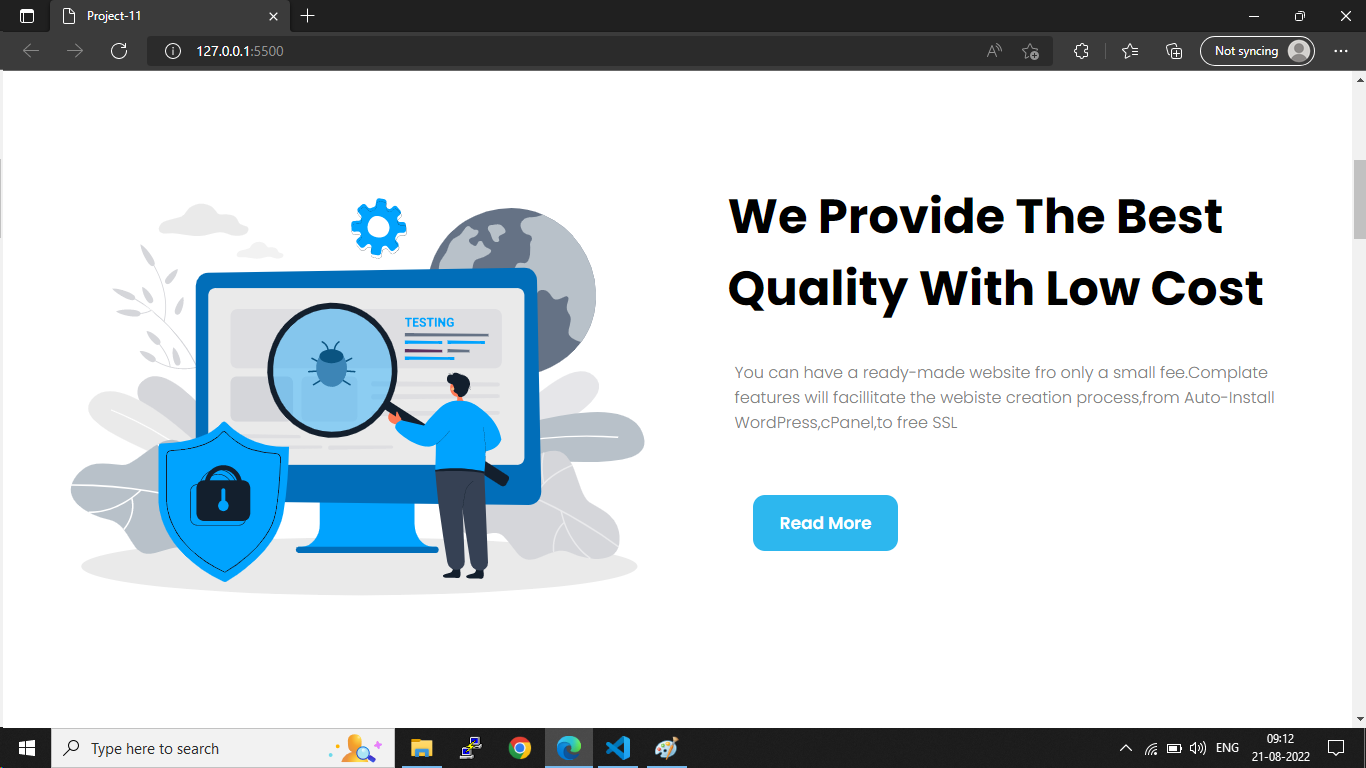 Project-11
127.0.0.1:5500
Not syncing
We Provide The Best
Quality With Low Cost
TESTING
You can have a ready-made website fro only a small fee.Complate
features will facillitate the webiste creation process,from Auto-Install
WordPress,cPanel,to free SSL
Read More
Type here to search
ENG
09:12
21-08-2022